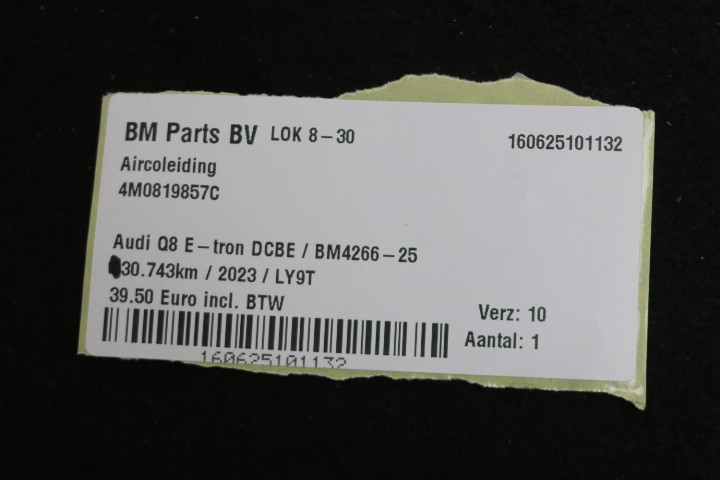 BM Parts BV LOK 8-30 160625101132
Aircoleiding
4M0819857C
Audi Q8 E-tron DCBE / BM4266-25
30.743km / 2023 / LY9T
39.50 Euro incl. BTW
Verz: 10
Aantal: 1
160625101132